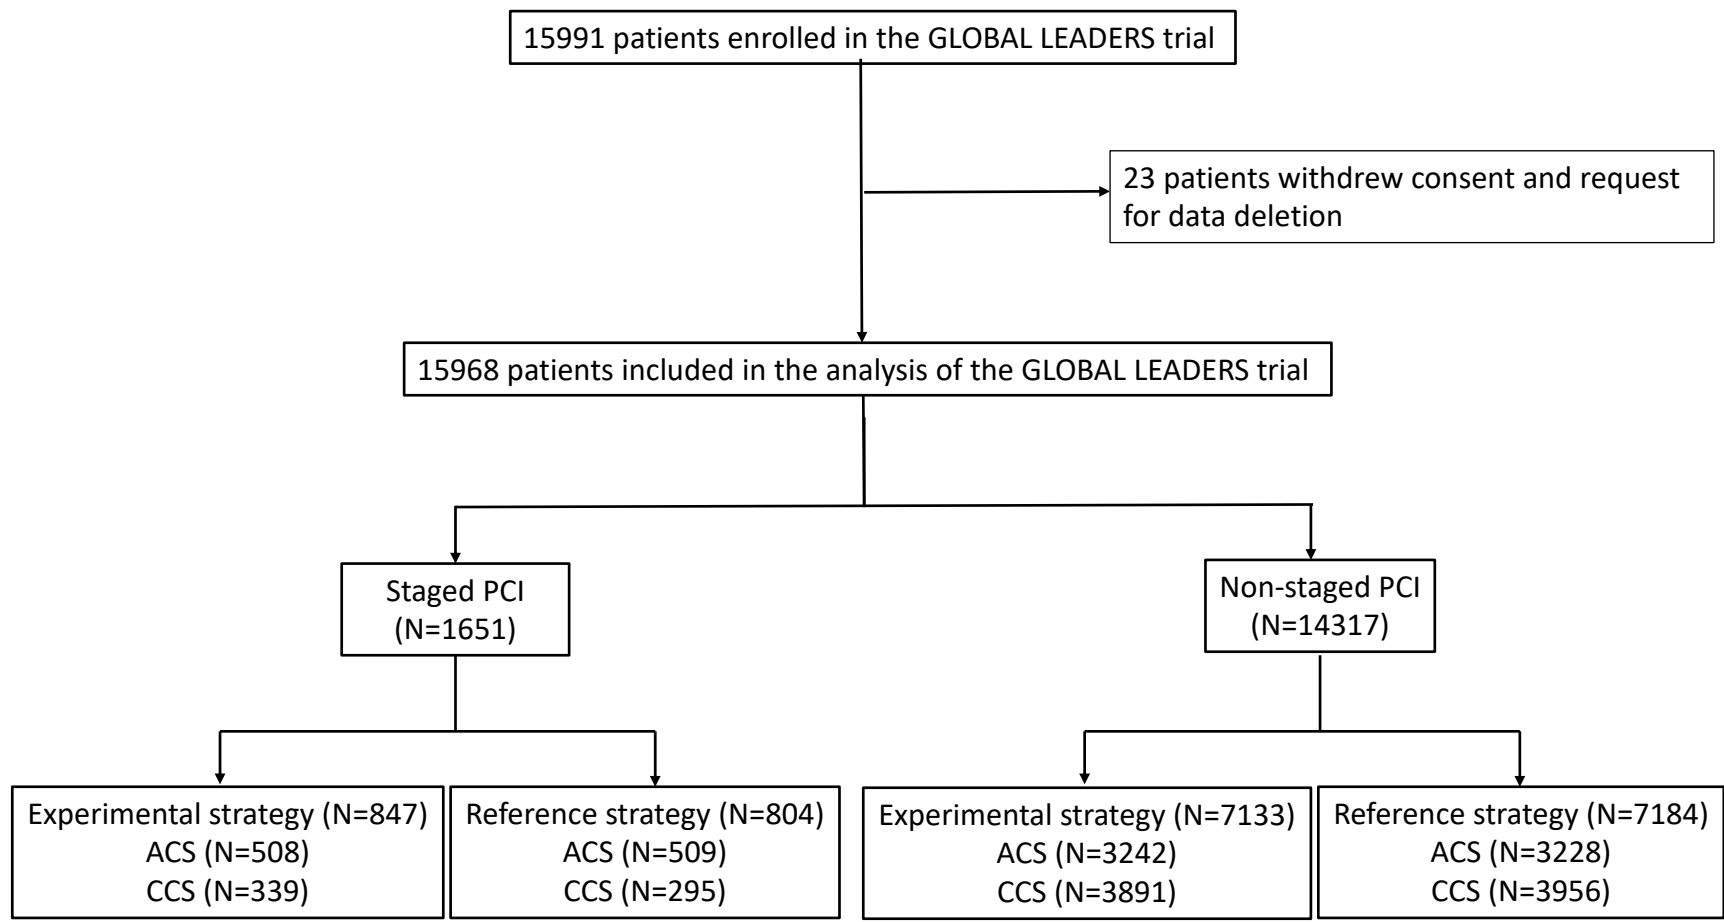 15991 patients enrolled in the GLOBAL LEADERS trial
23 patients withdrew consent and request
for data deletion
15968 patients included in the analysis of the GLOBAL LEADERS trial
Staged PCI
(N=1651)
Non-staged PCI
(N=14317)
Experimental strategy (N=847)
ACS (N=508)
CCS (N=339)
Reference strategy (N=804)
ACS (N=509)
CCS (N=295)
Experimental strategy (N=7133)
ACS (N=3242)
CCS (N=3891)
Reference strategy (N=7184)
ACS (N=3228)
CCS (N=3956)